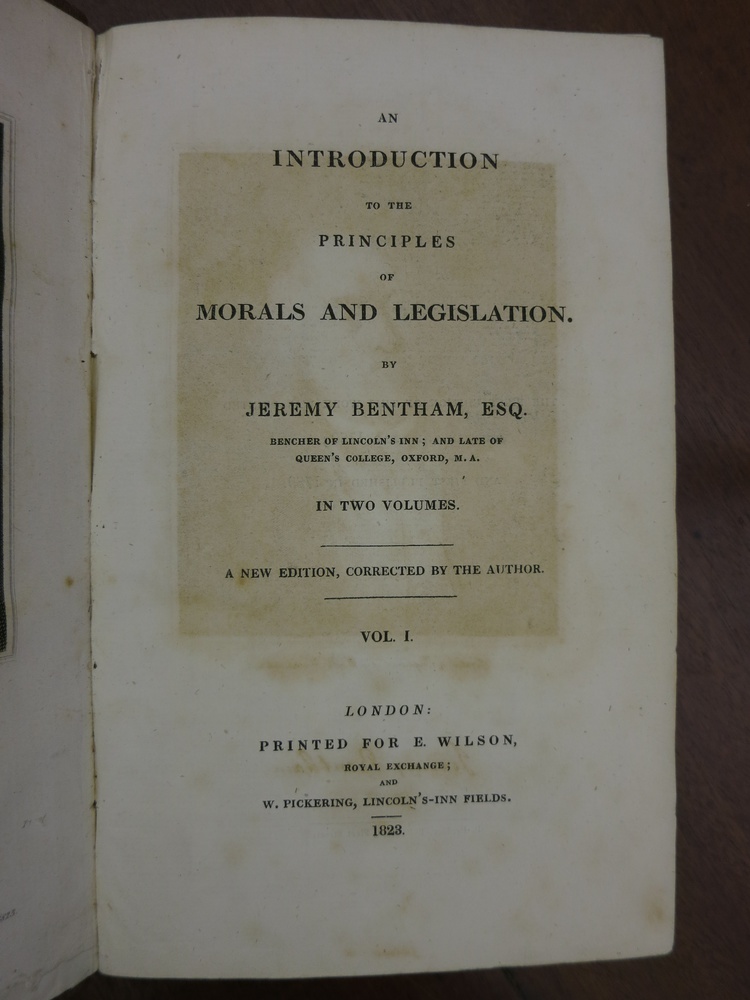 AN
INTRODUCTION
TO THE
PRINCIPLES
OF
MORALS AND LEGISLATION.
BY
JEREMY BENTHAM, ESQ.
BENCHER OF LINCOLN'S INN; AND LATE OF
QUEEN'S COLLEGE, OXFORD, M.A.
IN TWO VOLUMES.
A NEW EDITION, CORRECTED BY THE AUTHOR.
VOL. I.
LONDON:
PRINTED FOR E. WILSON,
ROYAL EXCHANGE;
AND
W. PICKERING, LINCOLN'S-INN FIELDS.
1823.